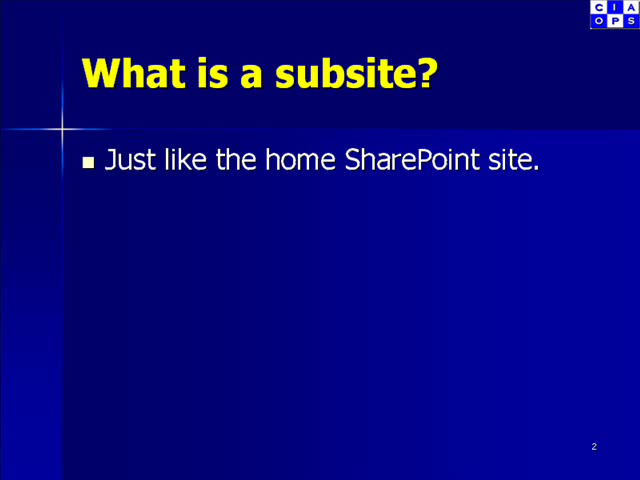 C I A
O P S
What is a subsite?
Just like the home SharePoint site.
2